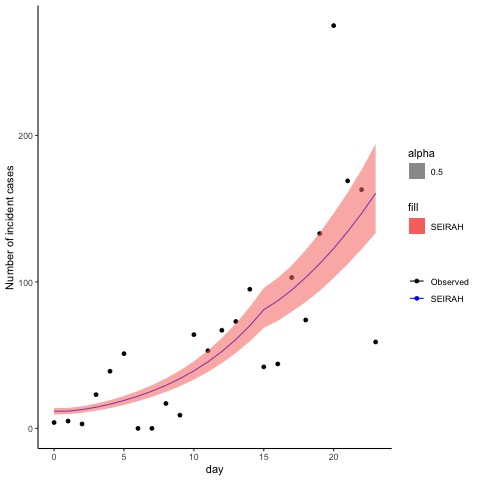 Number of incident cases
200
100
0
0
5
10
15
20
day
alpha
0.5
fill
SEIRAH
Observed
SEIRAH